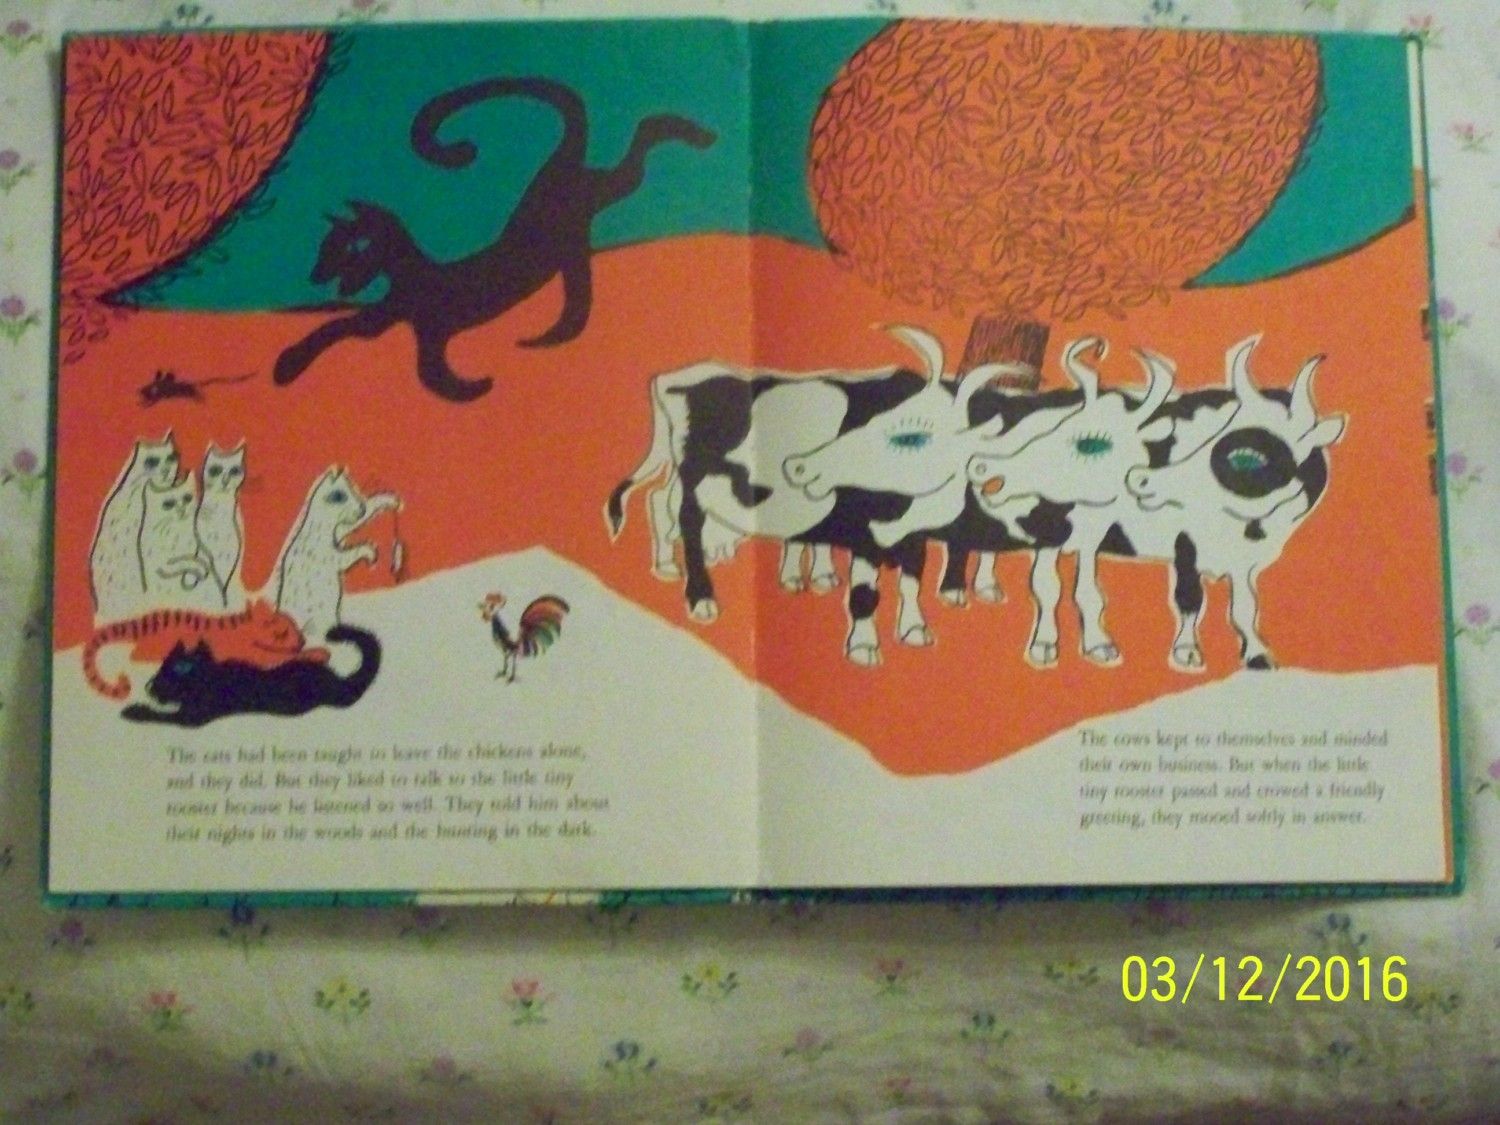 The cats had been taught to leave the chickens alone,
and they did. But they liked to talk to the little tiny
rooster because he listened so well. They told him about
their nights in the woods and the hunting in the dark.
The cows kept to themselves and minded
their own business. But when the little
tiny rooster passed and crowed a friendly
greeting, they mooed softly in answer.
03/12/2016